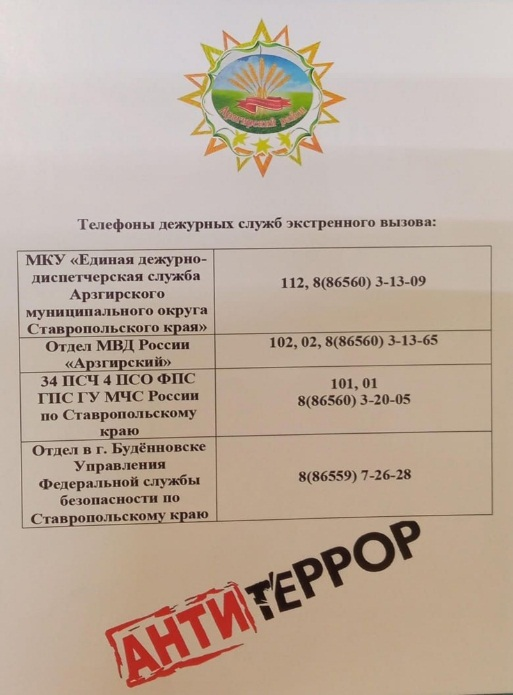 Арзгирский район
Телефоны дежурных служб экстренного вызова:
МКУ «Единая дежурно-
диспетчерская служба
Арзгирского
муниципального округа
Ставропольского края»
112, 8(86560) 3-13-09
Отдел МВД России
«Арзгирский»
102, 02, 8(86560) 3-13-65
34 ПСЧ 4 ПСО ФПС
ГПС ГУ МЧС России
по Ставропольскому
краю
101, 01
8(86560) 3-20-05
Отдел в г. Будённовске
Управления
Федеральной службы
безопасности по
Ставропольскому краю
8(86559) 7-26-28
АНТИТЕРРОР